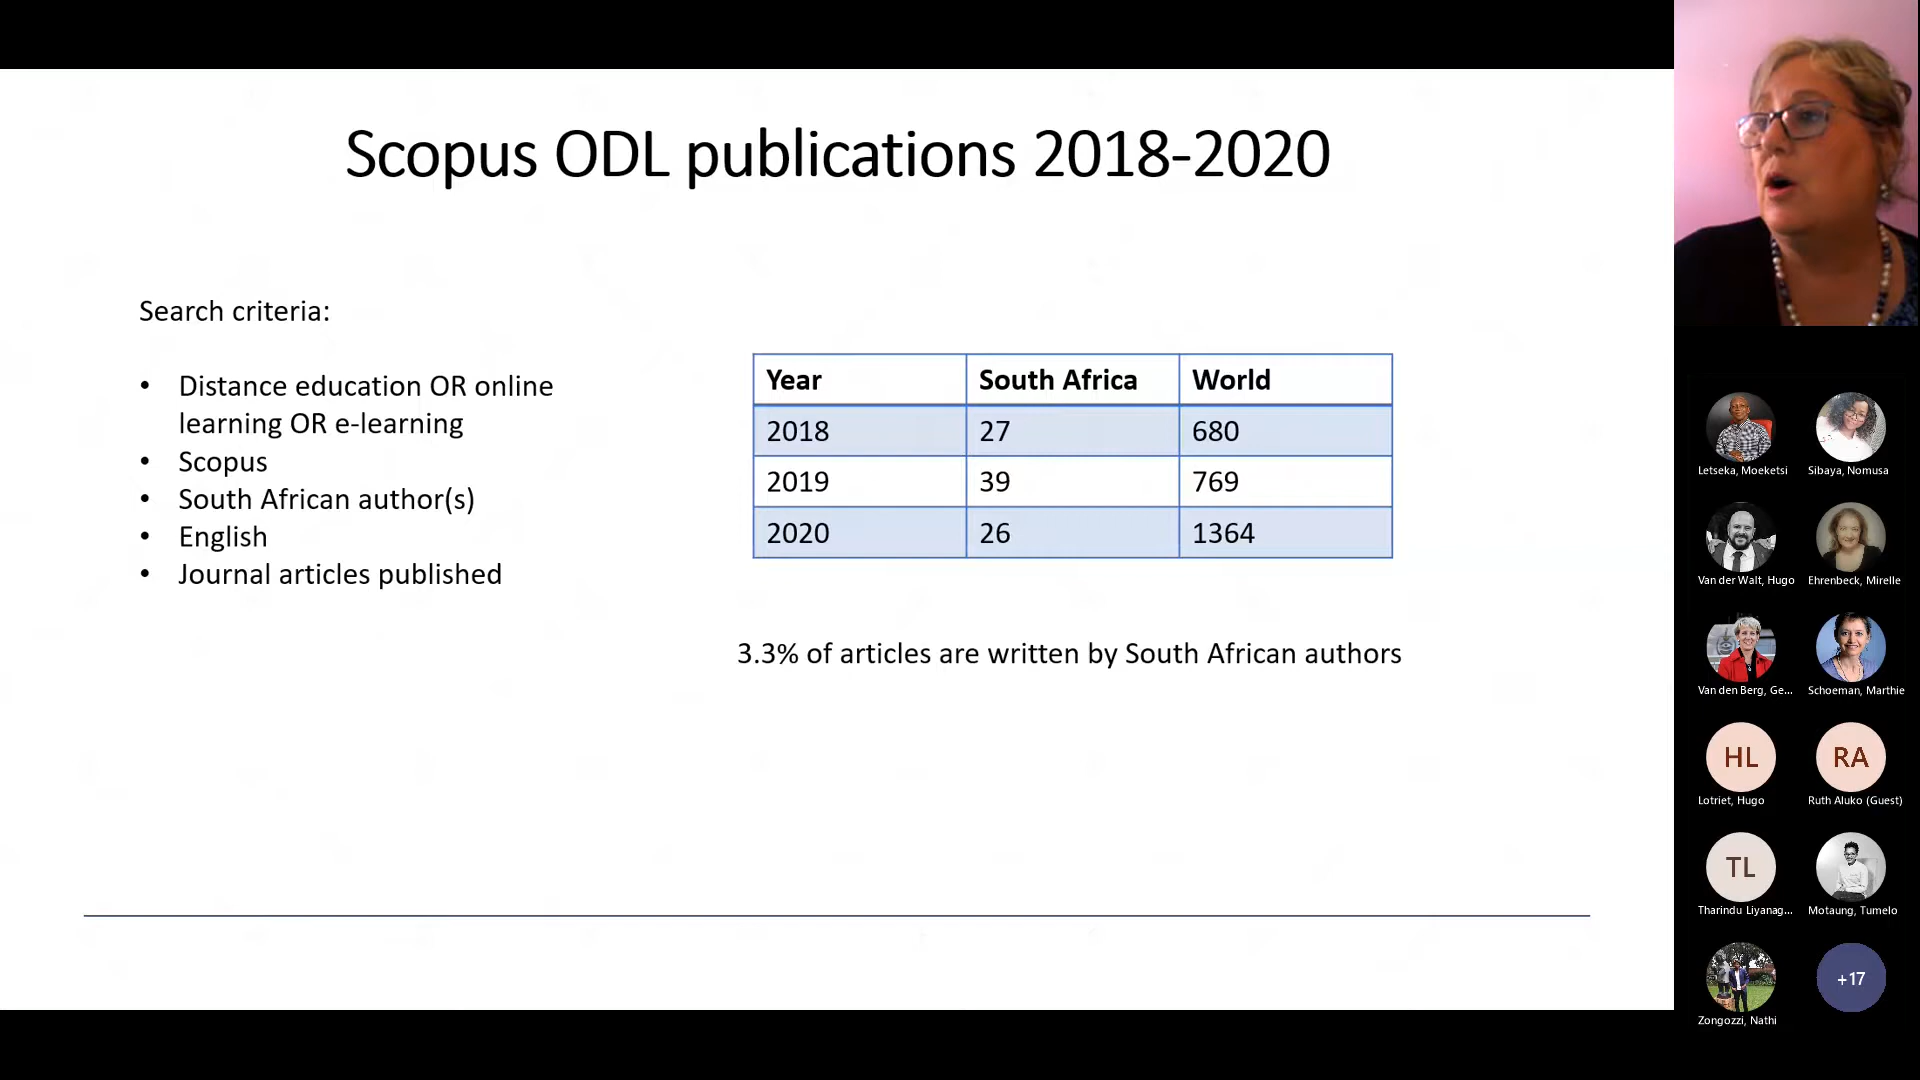 Scopus ODL publications 2018-2020
Search criteria:
• Distance education OR online
learning OR e-learning
• Scopus
• South African author(s)
• English
• Journal articles published
Year South Africa World
2018 27 680
2019 39 769
2020 26 1364
3.3% of articles are written by South African authors
Letseka, Moeketsi
Sibaya, Nomusa
Van der Walt, Hugo
Ehrenbeck, Mirelle
Van den Berg, Ge...
Schoeman, Marthie
HL
RA
Lotriet, Hugo
Ruth Aluko (Guest)
TL
Tharindu Liyanag...
Motaung, Tumelo
+17
Zongozzi, Nathi